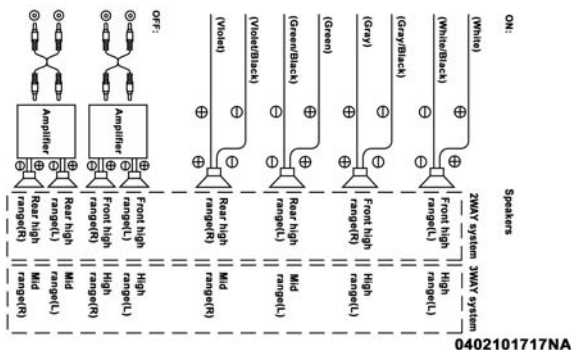 ON:
Speakers
2WAY system
3WAY system
(White)
(White/Black)
Front high
range(L)
High
range(L)
(Gray/Black)
(Gray)
Front high
range(R)
High
range(L)
(Green)
(Green/Black)
Rear high
range(L)
Mid
range(L)
(Violet/Black)
(Violet)
Rear high
range(R)
Mid
range(R)
OFF:
Amplifier
Front high
range(L)
High
range(L)
Front high
range(R)
High
range(R)
Amplifier
Rear high
range(L)
Mid
range(L)
Rear high
range(R)
Mid
range(R)
0402101717NA